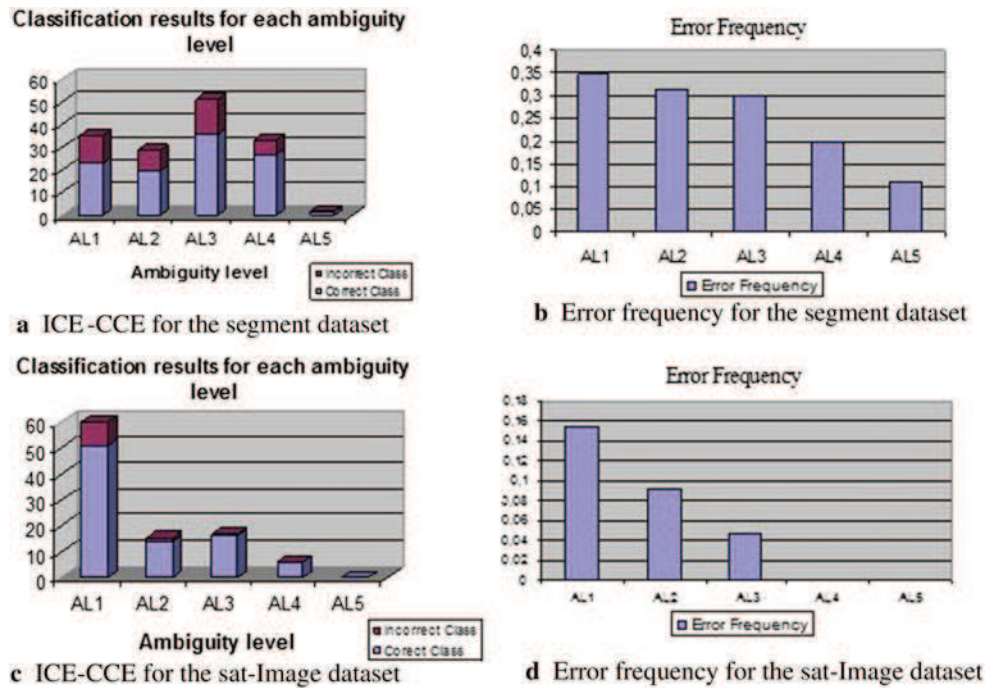 Classification results for each ambiguity
level
60
50
40
30
20
10
0
AL1 AL2 AL3 AL4 AL5
Ambiguity level
Incorrect Class
Correct Class
a ICE-CCE for the segment dataset
Error Frequency
0,4
0,35
0,3
0,25
0,2
0,15
0,1
0,05
0
AL1 AL2 AL3 AL4 AL5
Error Frequency
b Error frequency for the segment dataset
Classification results for each ambiguity
level
60
50
40
30
20
10
0
AL1 AL2 AL3 AL4 AL5
Ambiguity level
Incorrect Class
Corect Class
c ICE-CCE for the sat-Image dataset
Error Frequency
0,18
0,16
0,14
0,12
0,1
0,08
0,06
0,04
0,02
0
AL1 AL2 AL3 AL4 AL5
Error Frequency
d Error frequency for the sat-Image dataset